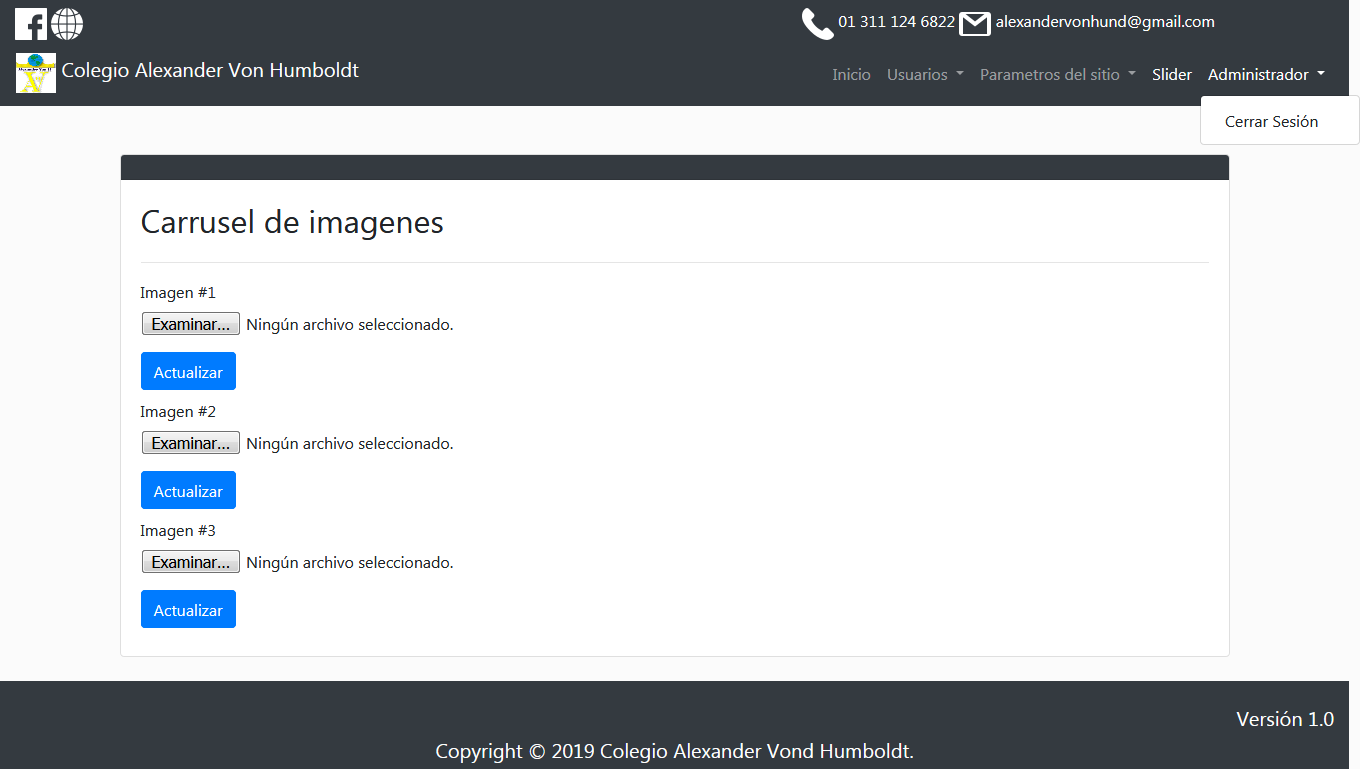 01 311 124 6822 alexandervonhund@gmail.com
Colegio Alexander Von Humboldt
Inicio Usuarios Parametros del sitio Slider Administrador
Cerrar Sesión
Carrusel de imagenes
Imagen #1
Examinar... Ningún archivo seleccionado.
Actualizar
Imagen #2
Examinar... Ningún archivo seleccionado.
Actualizar
Imagen #3
Examinar... Ningún archivo seleccionado.
Actualizar
Versión 1.0
Copyright © 2019 Colegio Alexander Vond Humboldt.